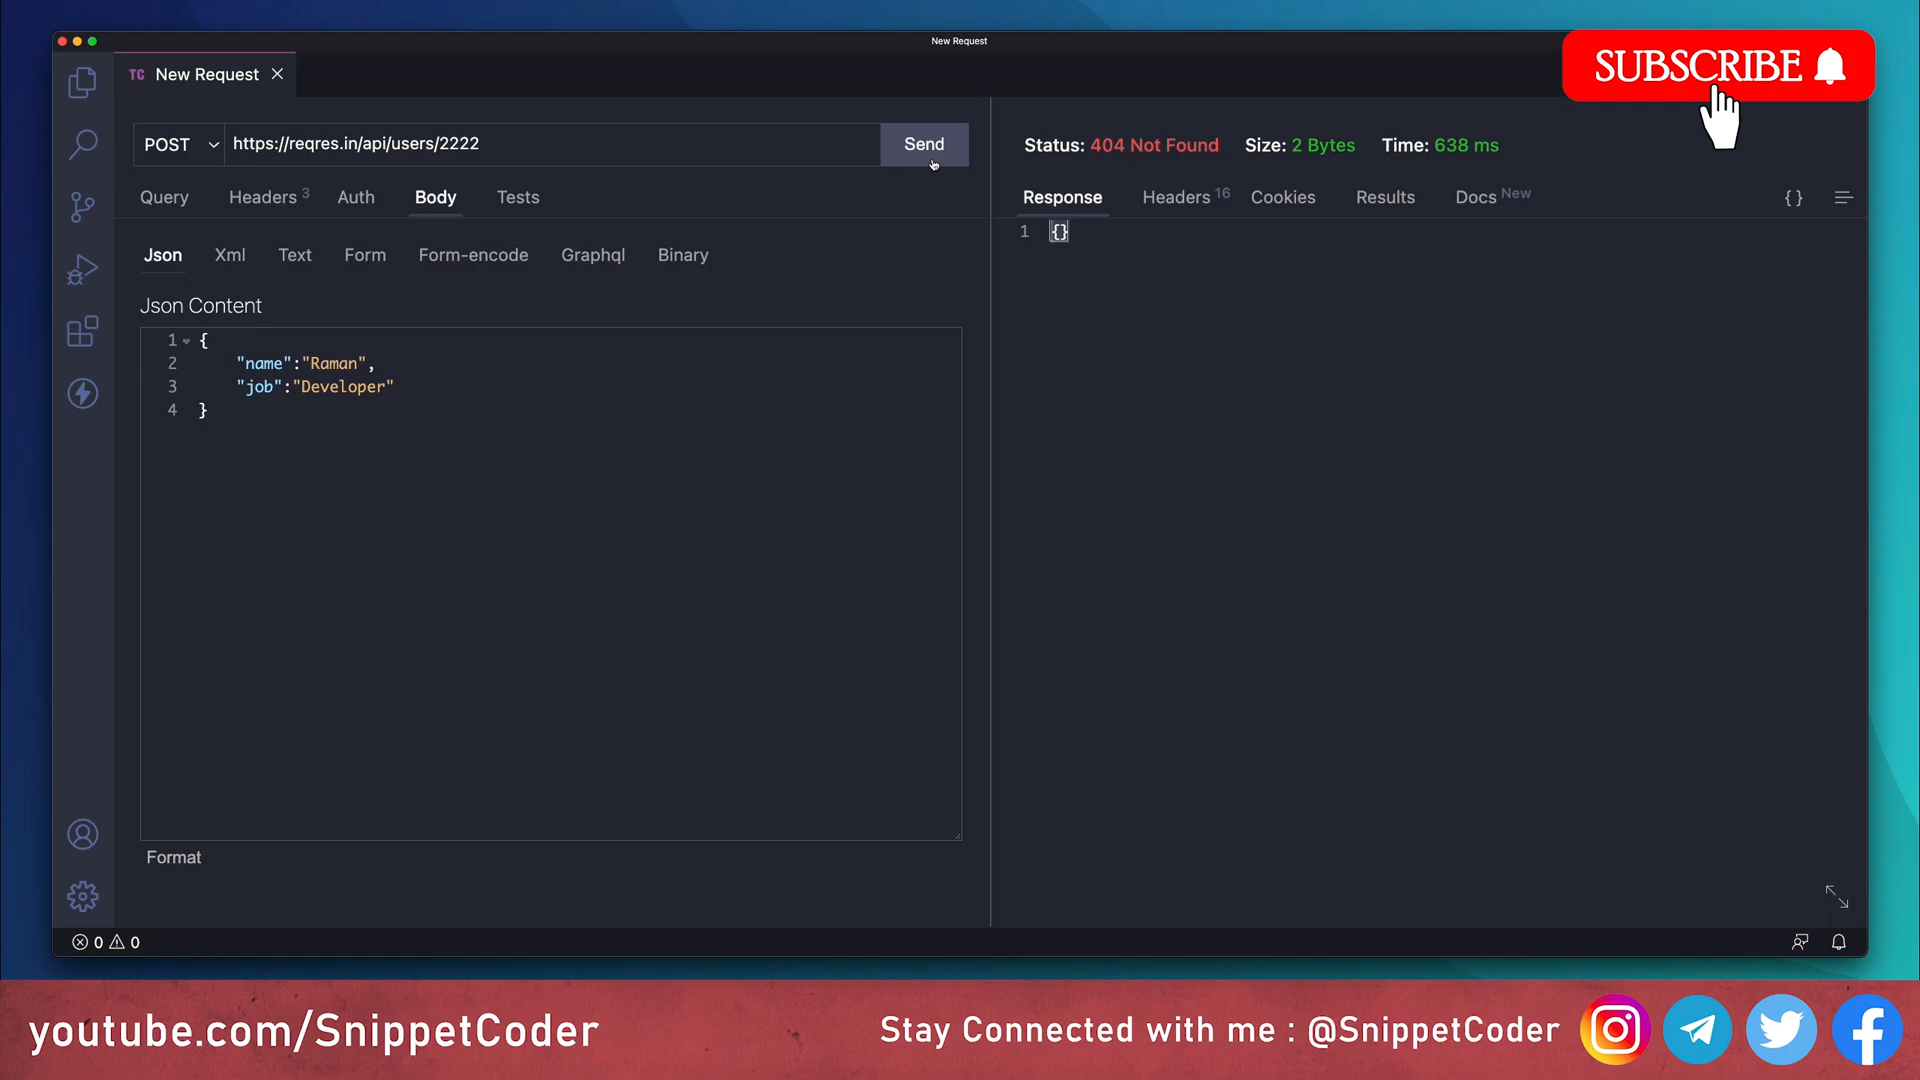 New Request
SUBSCRIBE
TC New Request
POST https://reqres.in/api/users/2222 Send
Status: 404 Not Found Size: 2 Bytes Time: 638 ms
Query Headers 3 Auth Body Tests
Response Headers 16 Cookies Results Docs New { }
1 {}
Json Xml Text Form Form-encode Graphql Binary
Json Content
1 {
2 "name":"Raman",
3 "job":"Developer"
4 }
Format
0 0
youtube.com/SnippetCoder
Stay Connected with me : @SnippetCoder